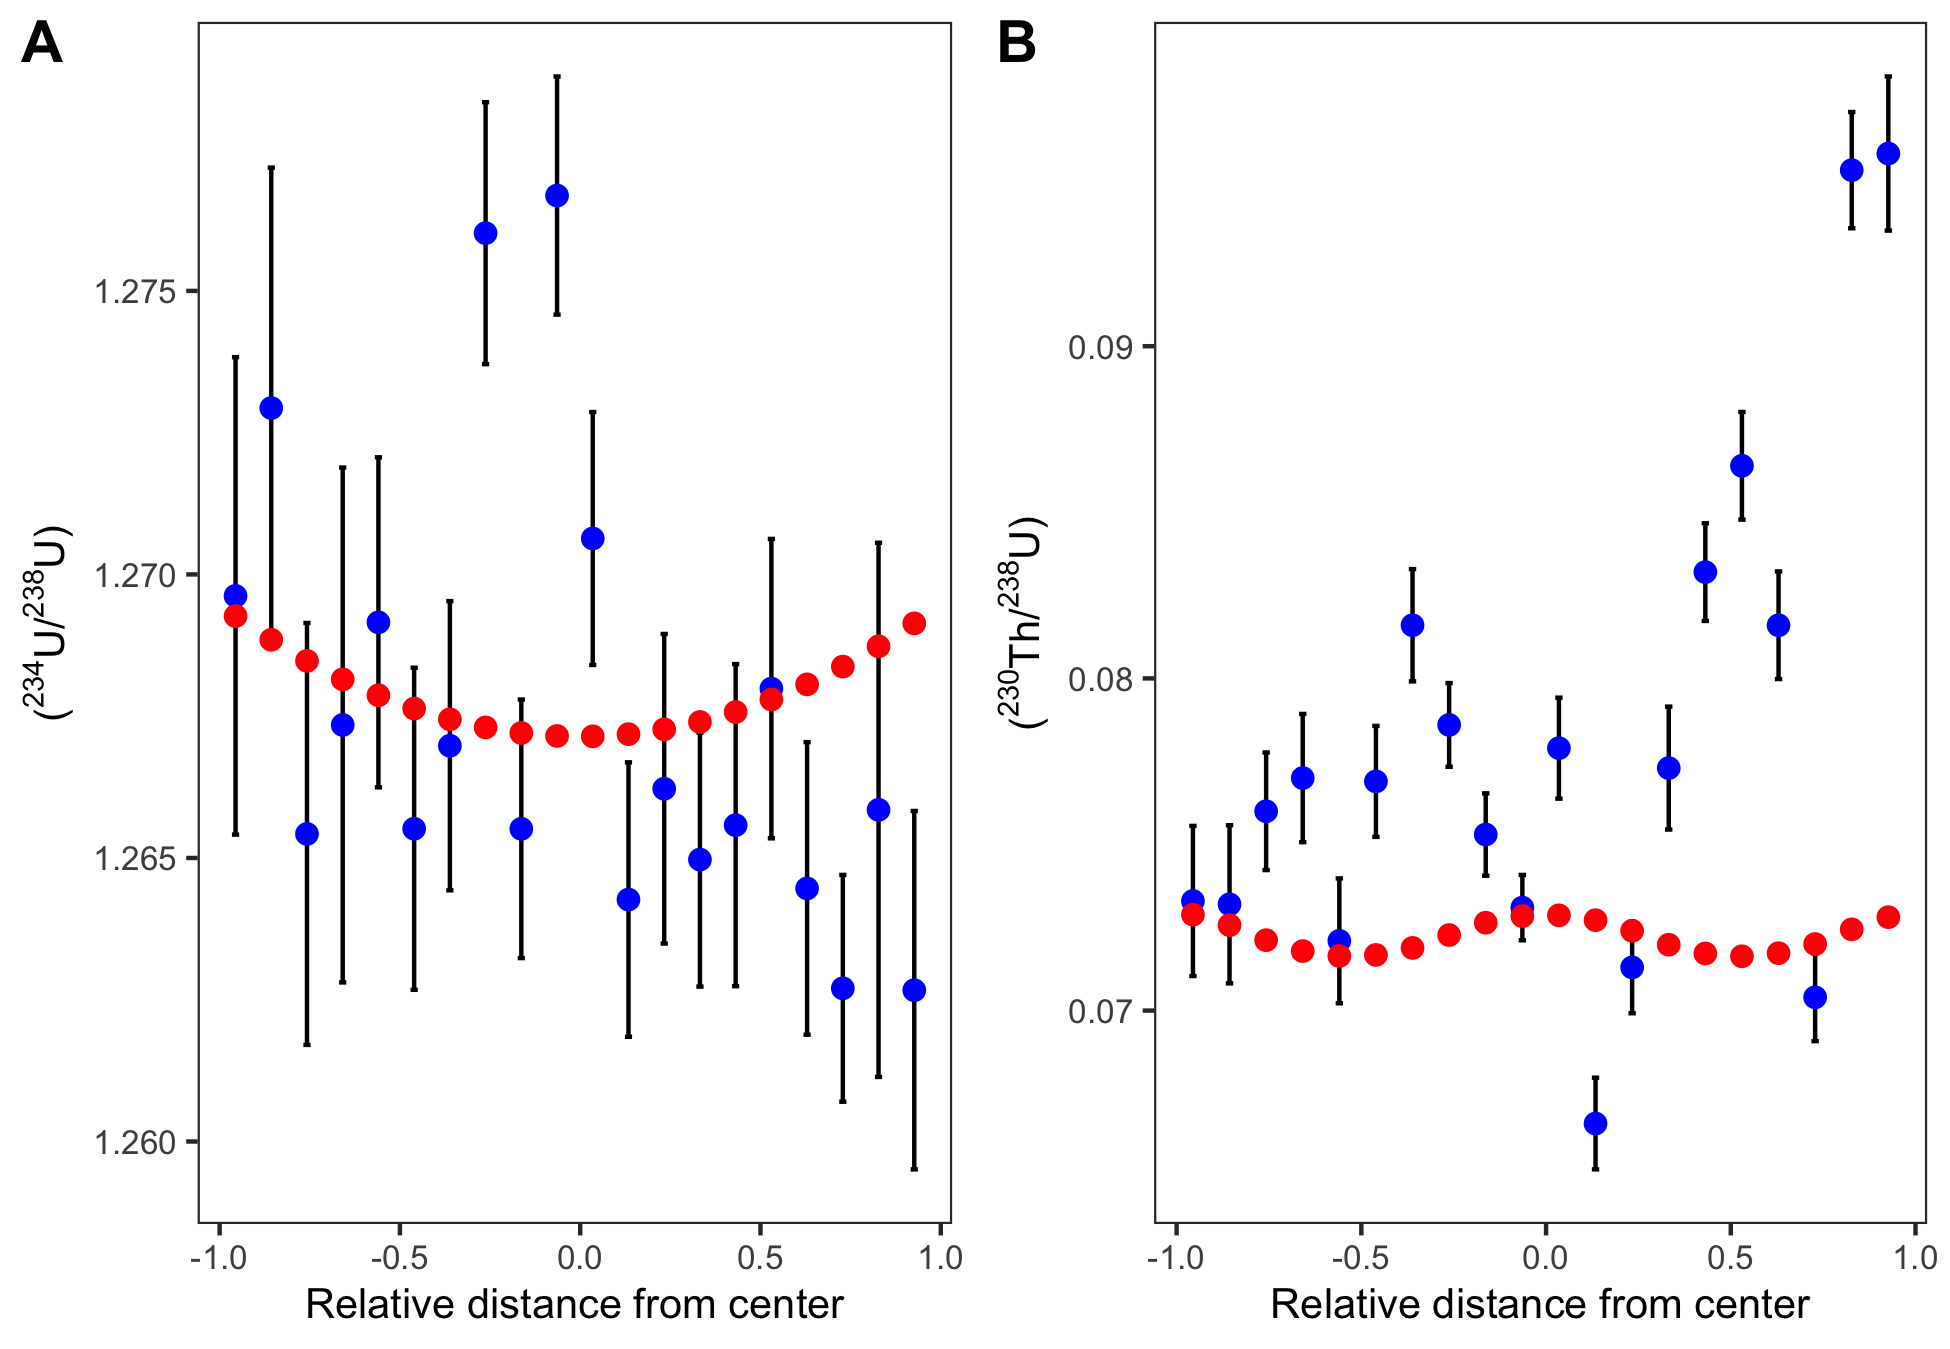 A
B
(²³⁴U/²³⁸U)
1.275
1.270
1.265
1.260
-1.0 -0.5 0.0 0.5 1.0
Relative distance from center
(²³⁰Th/²³⁸U)
0.09
0.08
0.07
-1.0 -0.5 0.0 0.5 1.0
Relative distance from center